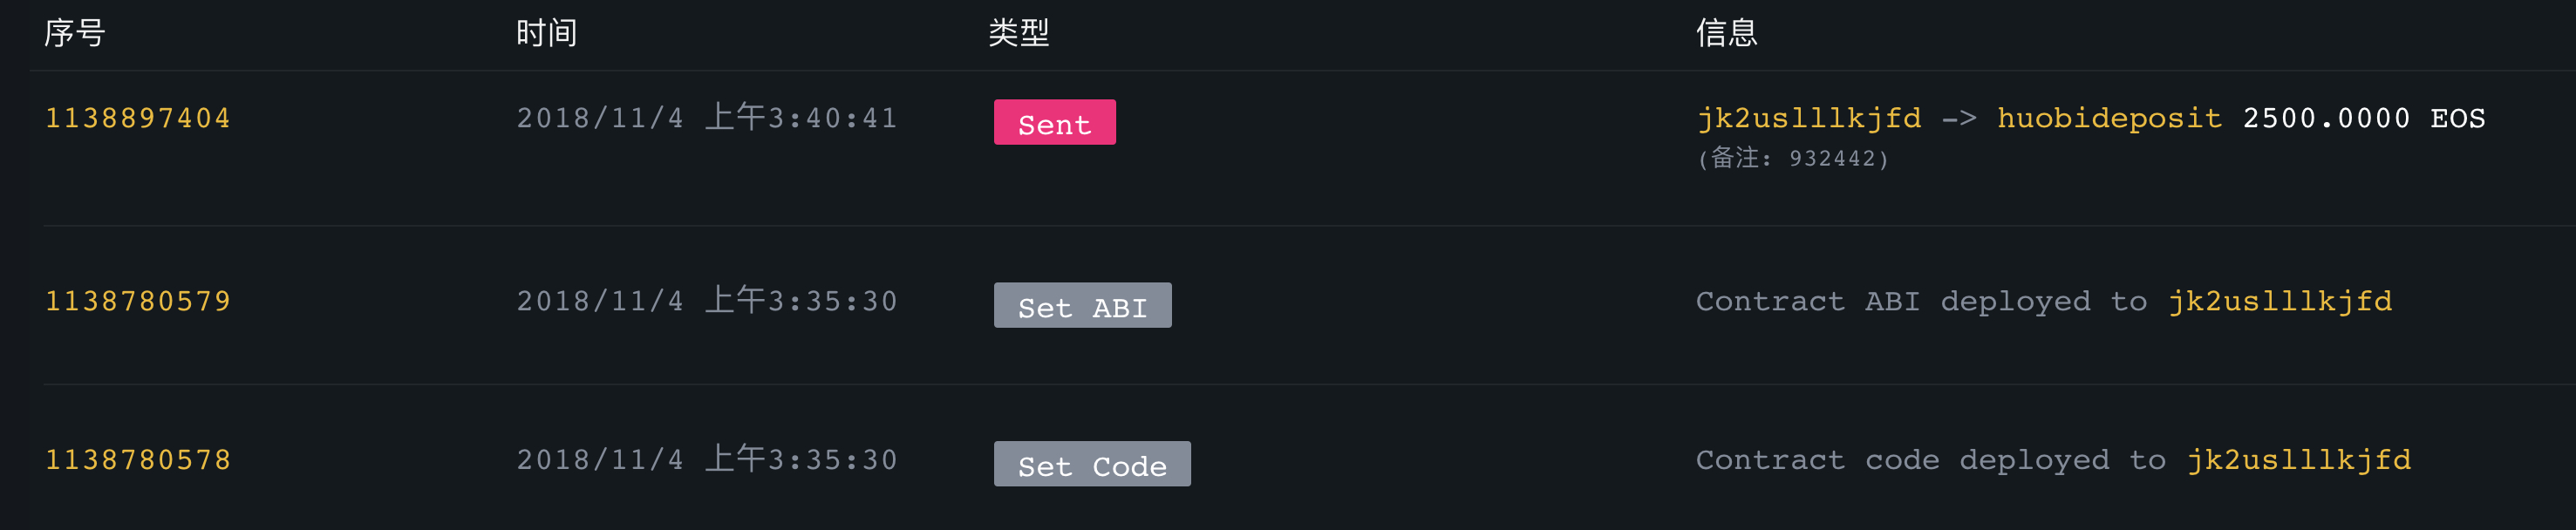 序号 时间 类型 信息
1138897404 2018/11/4 上午3:40:41 Sent jk2uslllkjfd -> huobideposit 2500.0000 EOS
(备注: 932442)
1138780579 2018/11/4 上午3:35:30 Set ABI Contract ABI deployed to jk2uslllkjfd
1138780578 2018/11/4 上午3:35:30 Set Code Contract code deployed to jk2uslllkjfd